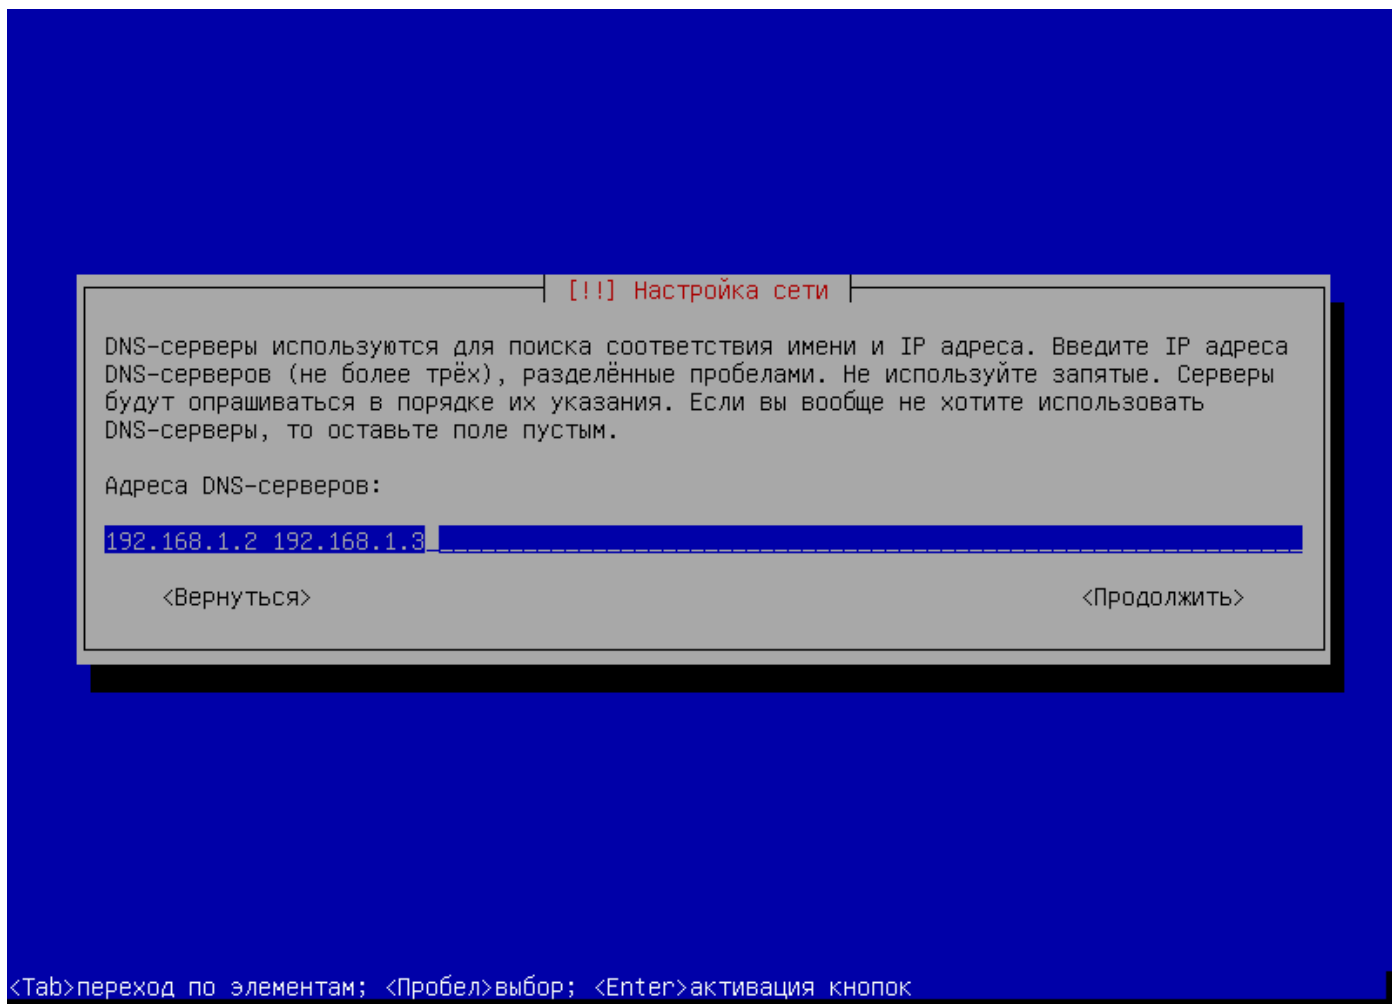 [!!] Настройка сети
DNS-серверы используются для поиска соответствия имени и IP адреса. Введите IP адреса
DNS-серверов (не более трёх), разделённые пробелами. Не используйте запятые. Серверы
будут опрашиваться в порядке их указания. Если вы вообще не хотите использовать
DNS-серверы, то оставьте поле пустым.
Адреса DNS-серверов:
192.168.1.2 192.168.1.3
<Вернуться> <Продолжить>
<Tab>переход по элементам; <Пробел>выбор; <Enter>активация кнопок